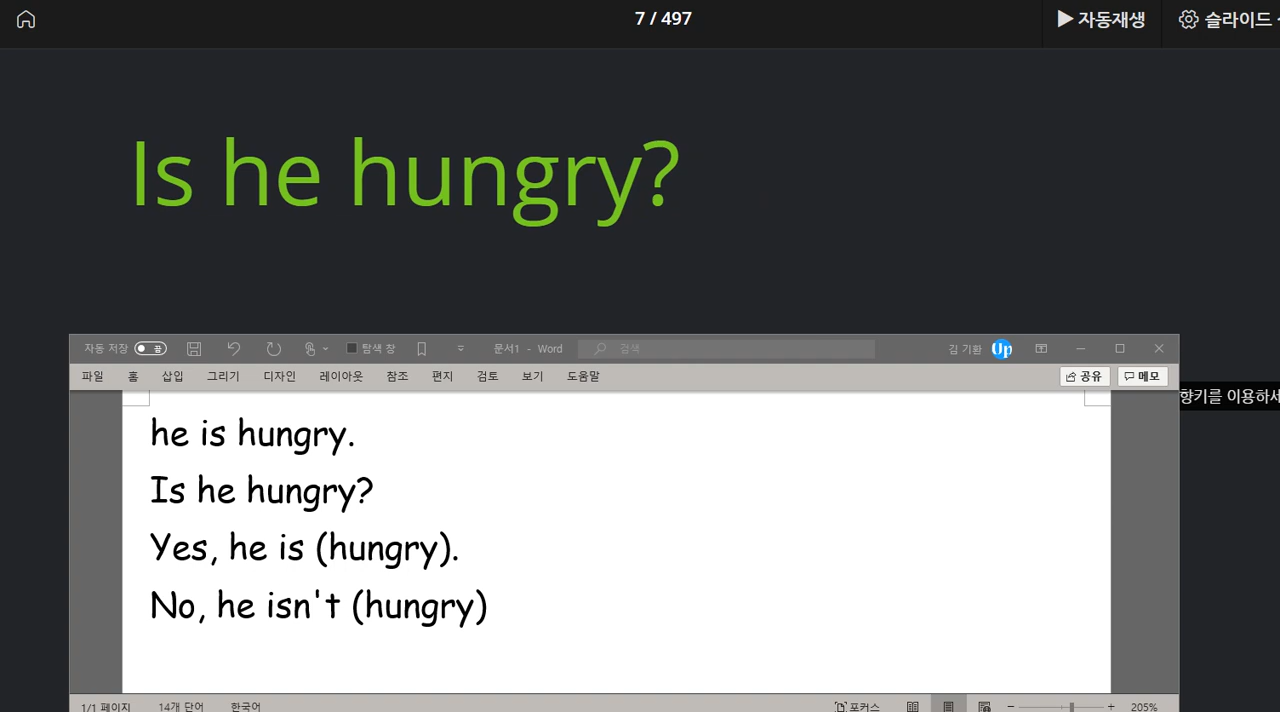 7 / 497
▶ 자동재생
슬라이드
Is he hungry?
자동 저장 끔
탐색 창
문서1 - Word
검색
김 기환
Up
파일 홈 삽입 그리기 디자인 레이아웃 참조 편지 검토 보기 도움말
공유
메모
향키를 이용하세
he is hungry.
Is he hungry?
Yes, he is (hungry).
No, he isn't (hungry)
1/1 페이지 14개 단어 한국어
포커스
205%